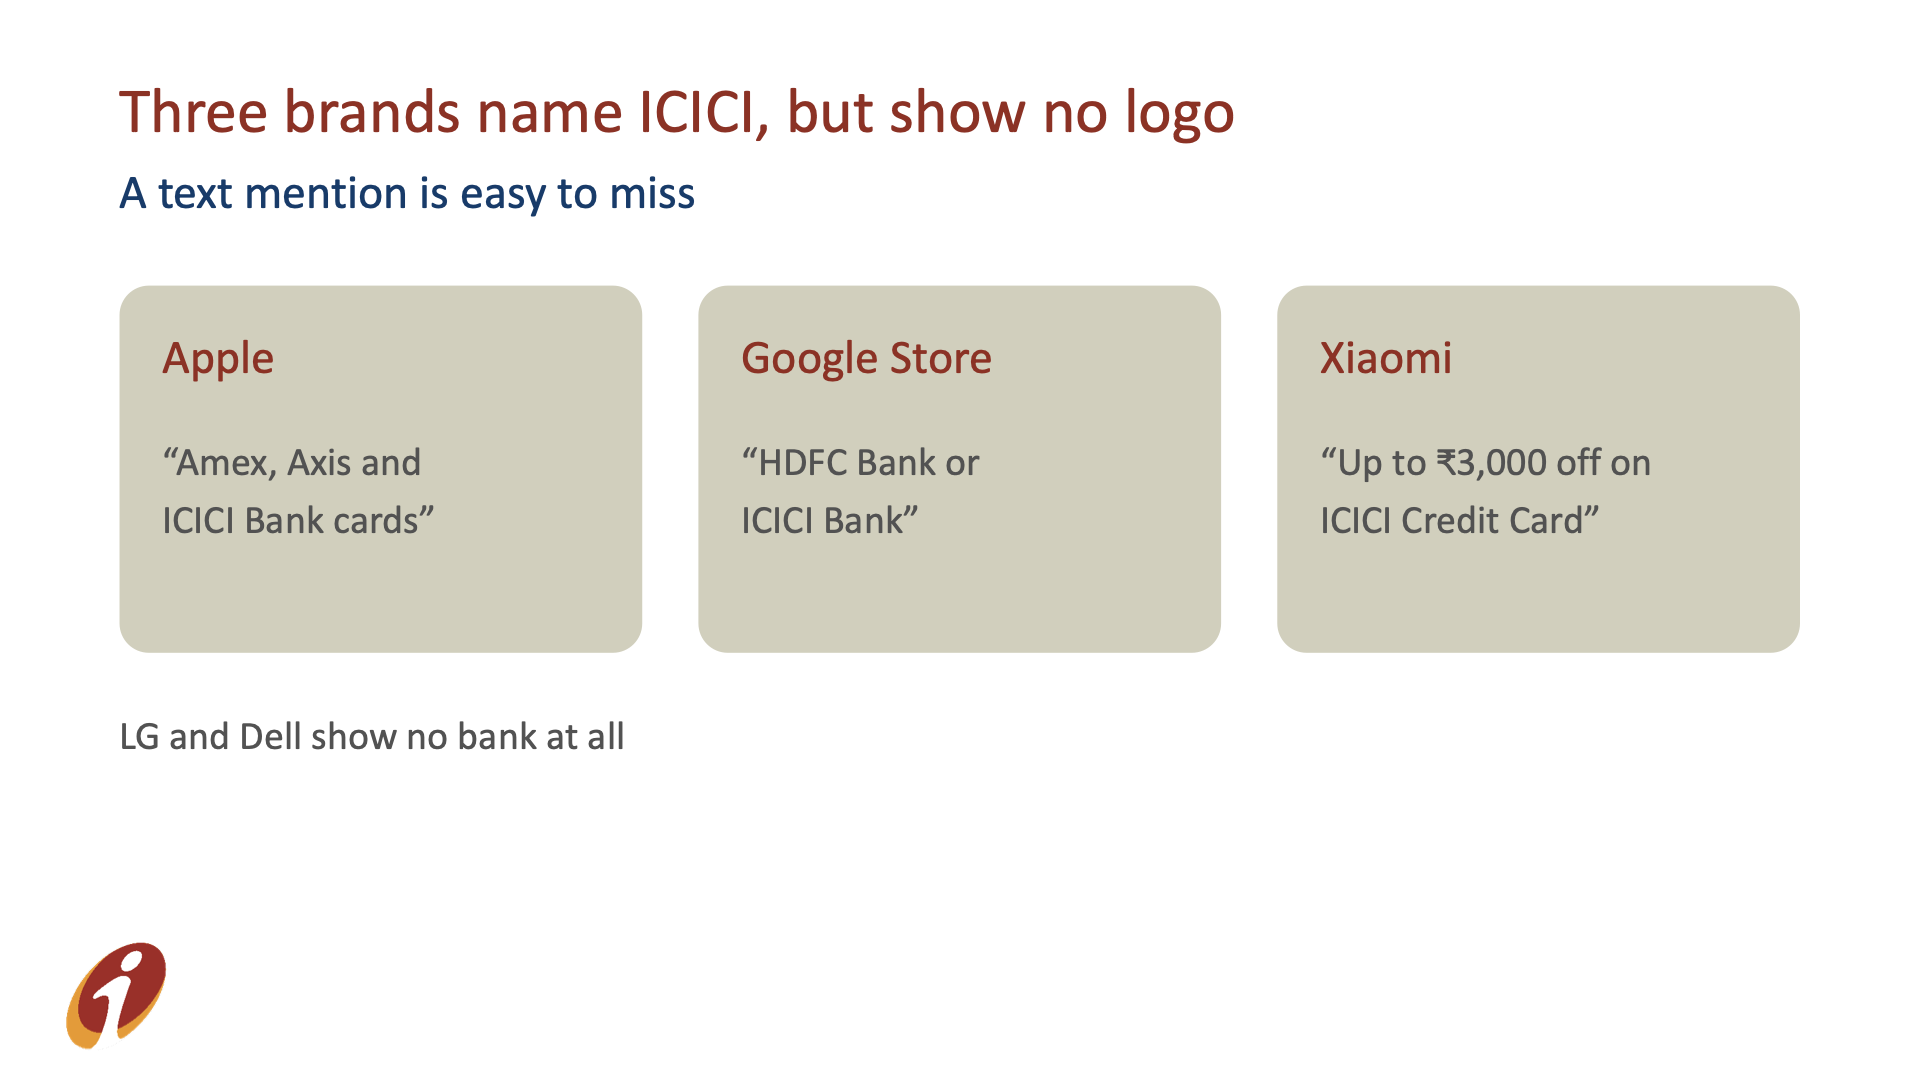 Three brands name ICICI, but show no logo
A text mention is easy to miss
Apple
“Amex, Axis and
ICICI Bank cards”
Google Store
“HDFC Bank or
ICICI Bank”
Xiaomi
“Up to ₹3,000 off on
ICICI Credit Card”
LG and Dell show no bank at all
i